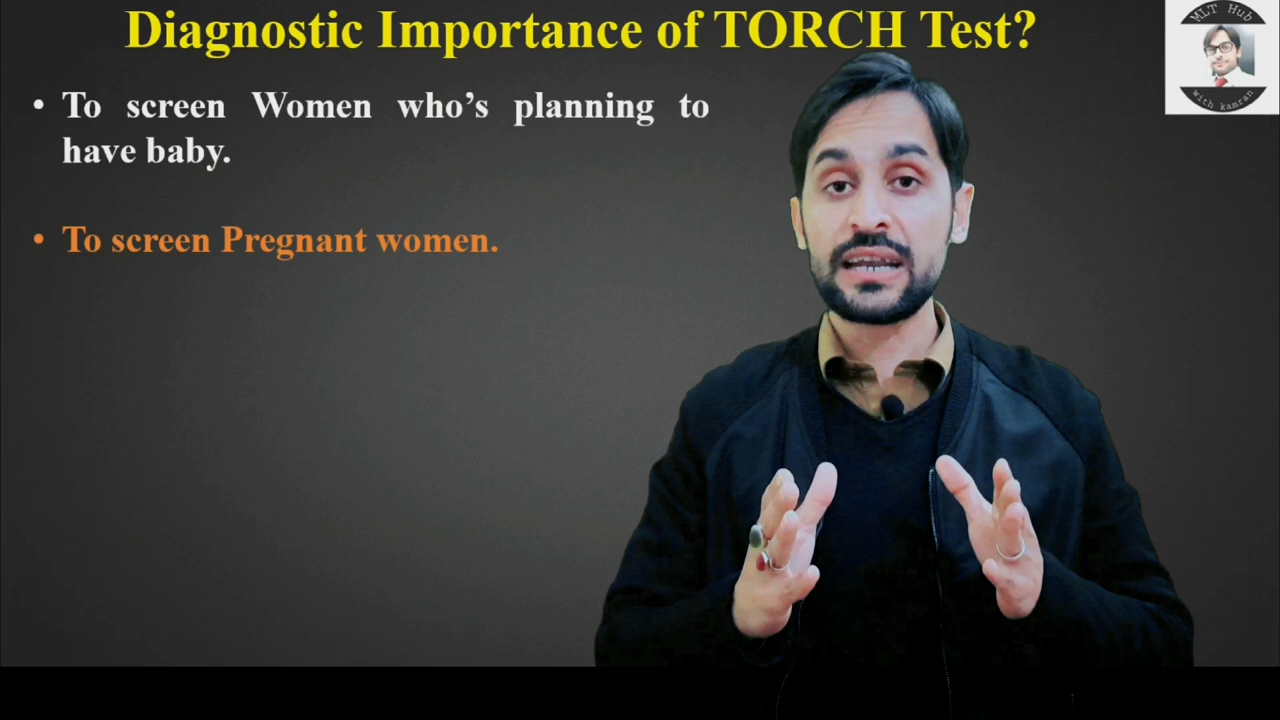 Diagnostic Importance of TORCH Test?
MLT Hub
• To screen Women who’s planning to
have baby.
with kamran
• To screen Pregnant women.